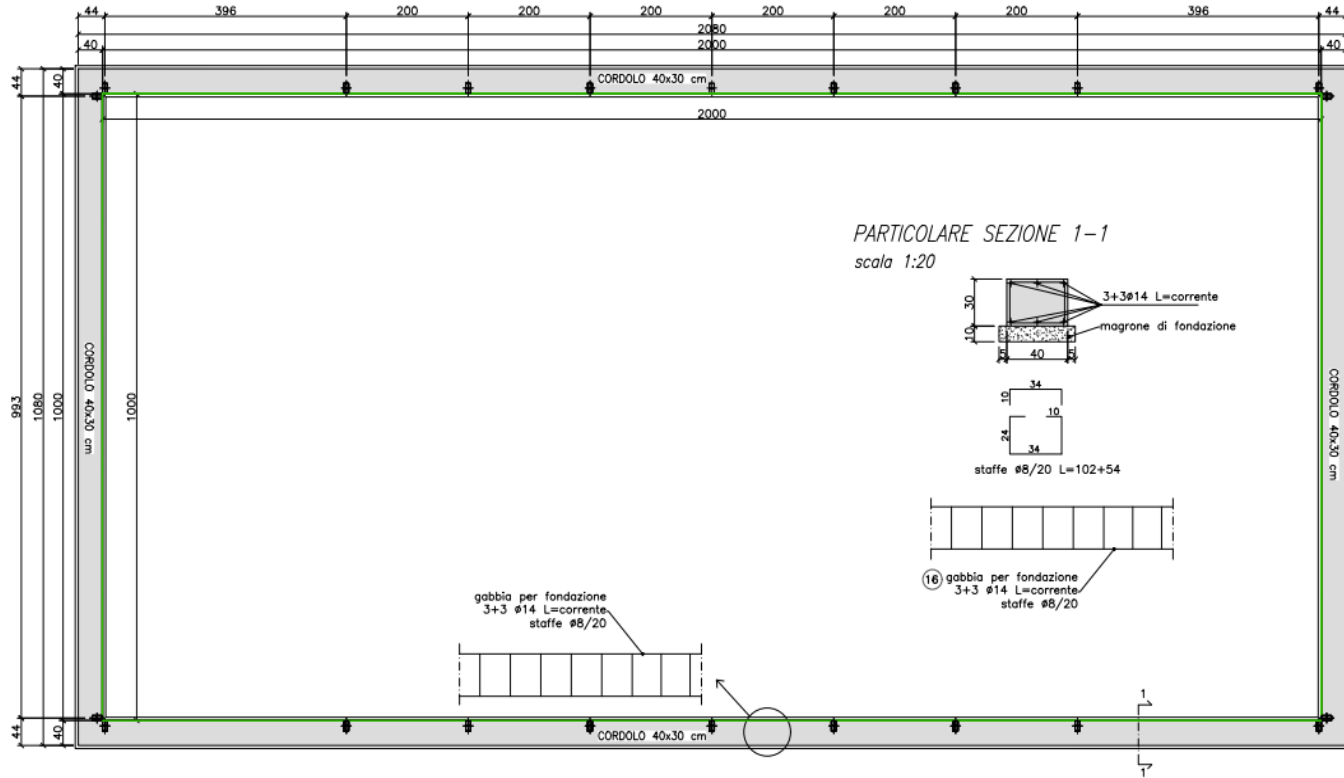 44 396 200 200 200 200 200 200 396 44
2080
2000
40 40
CORDOLO 40x30 cm
2000
44 40
993 1080 1000 1000
CORDOLO 40x30 cm
CORDOLO 40x30 cm
44 40
PARTICOLARE SEZIONE 1-1
scala 1:20
30
10
5 40 5
3+3ø14 L=corrente
magrone di fondazione
34
10
10
24
34
staffe ø8/20 L=102+54
16 gabbia per fondazione
3+3 ø14 L=corrente
staffe ø8/20
gabbia per fondazione
3+3 ø14 L=corrente
staffe ø8/20
1
1
CORDOLO 40x30 cm